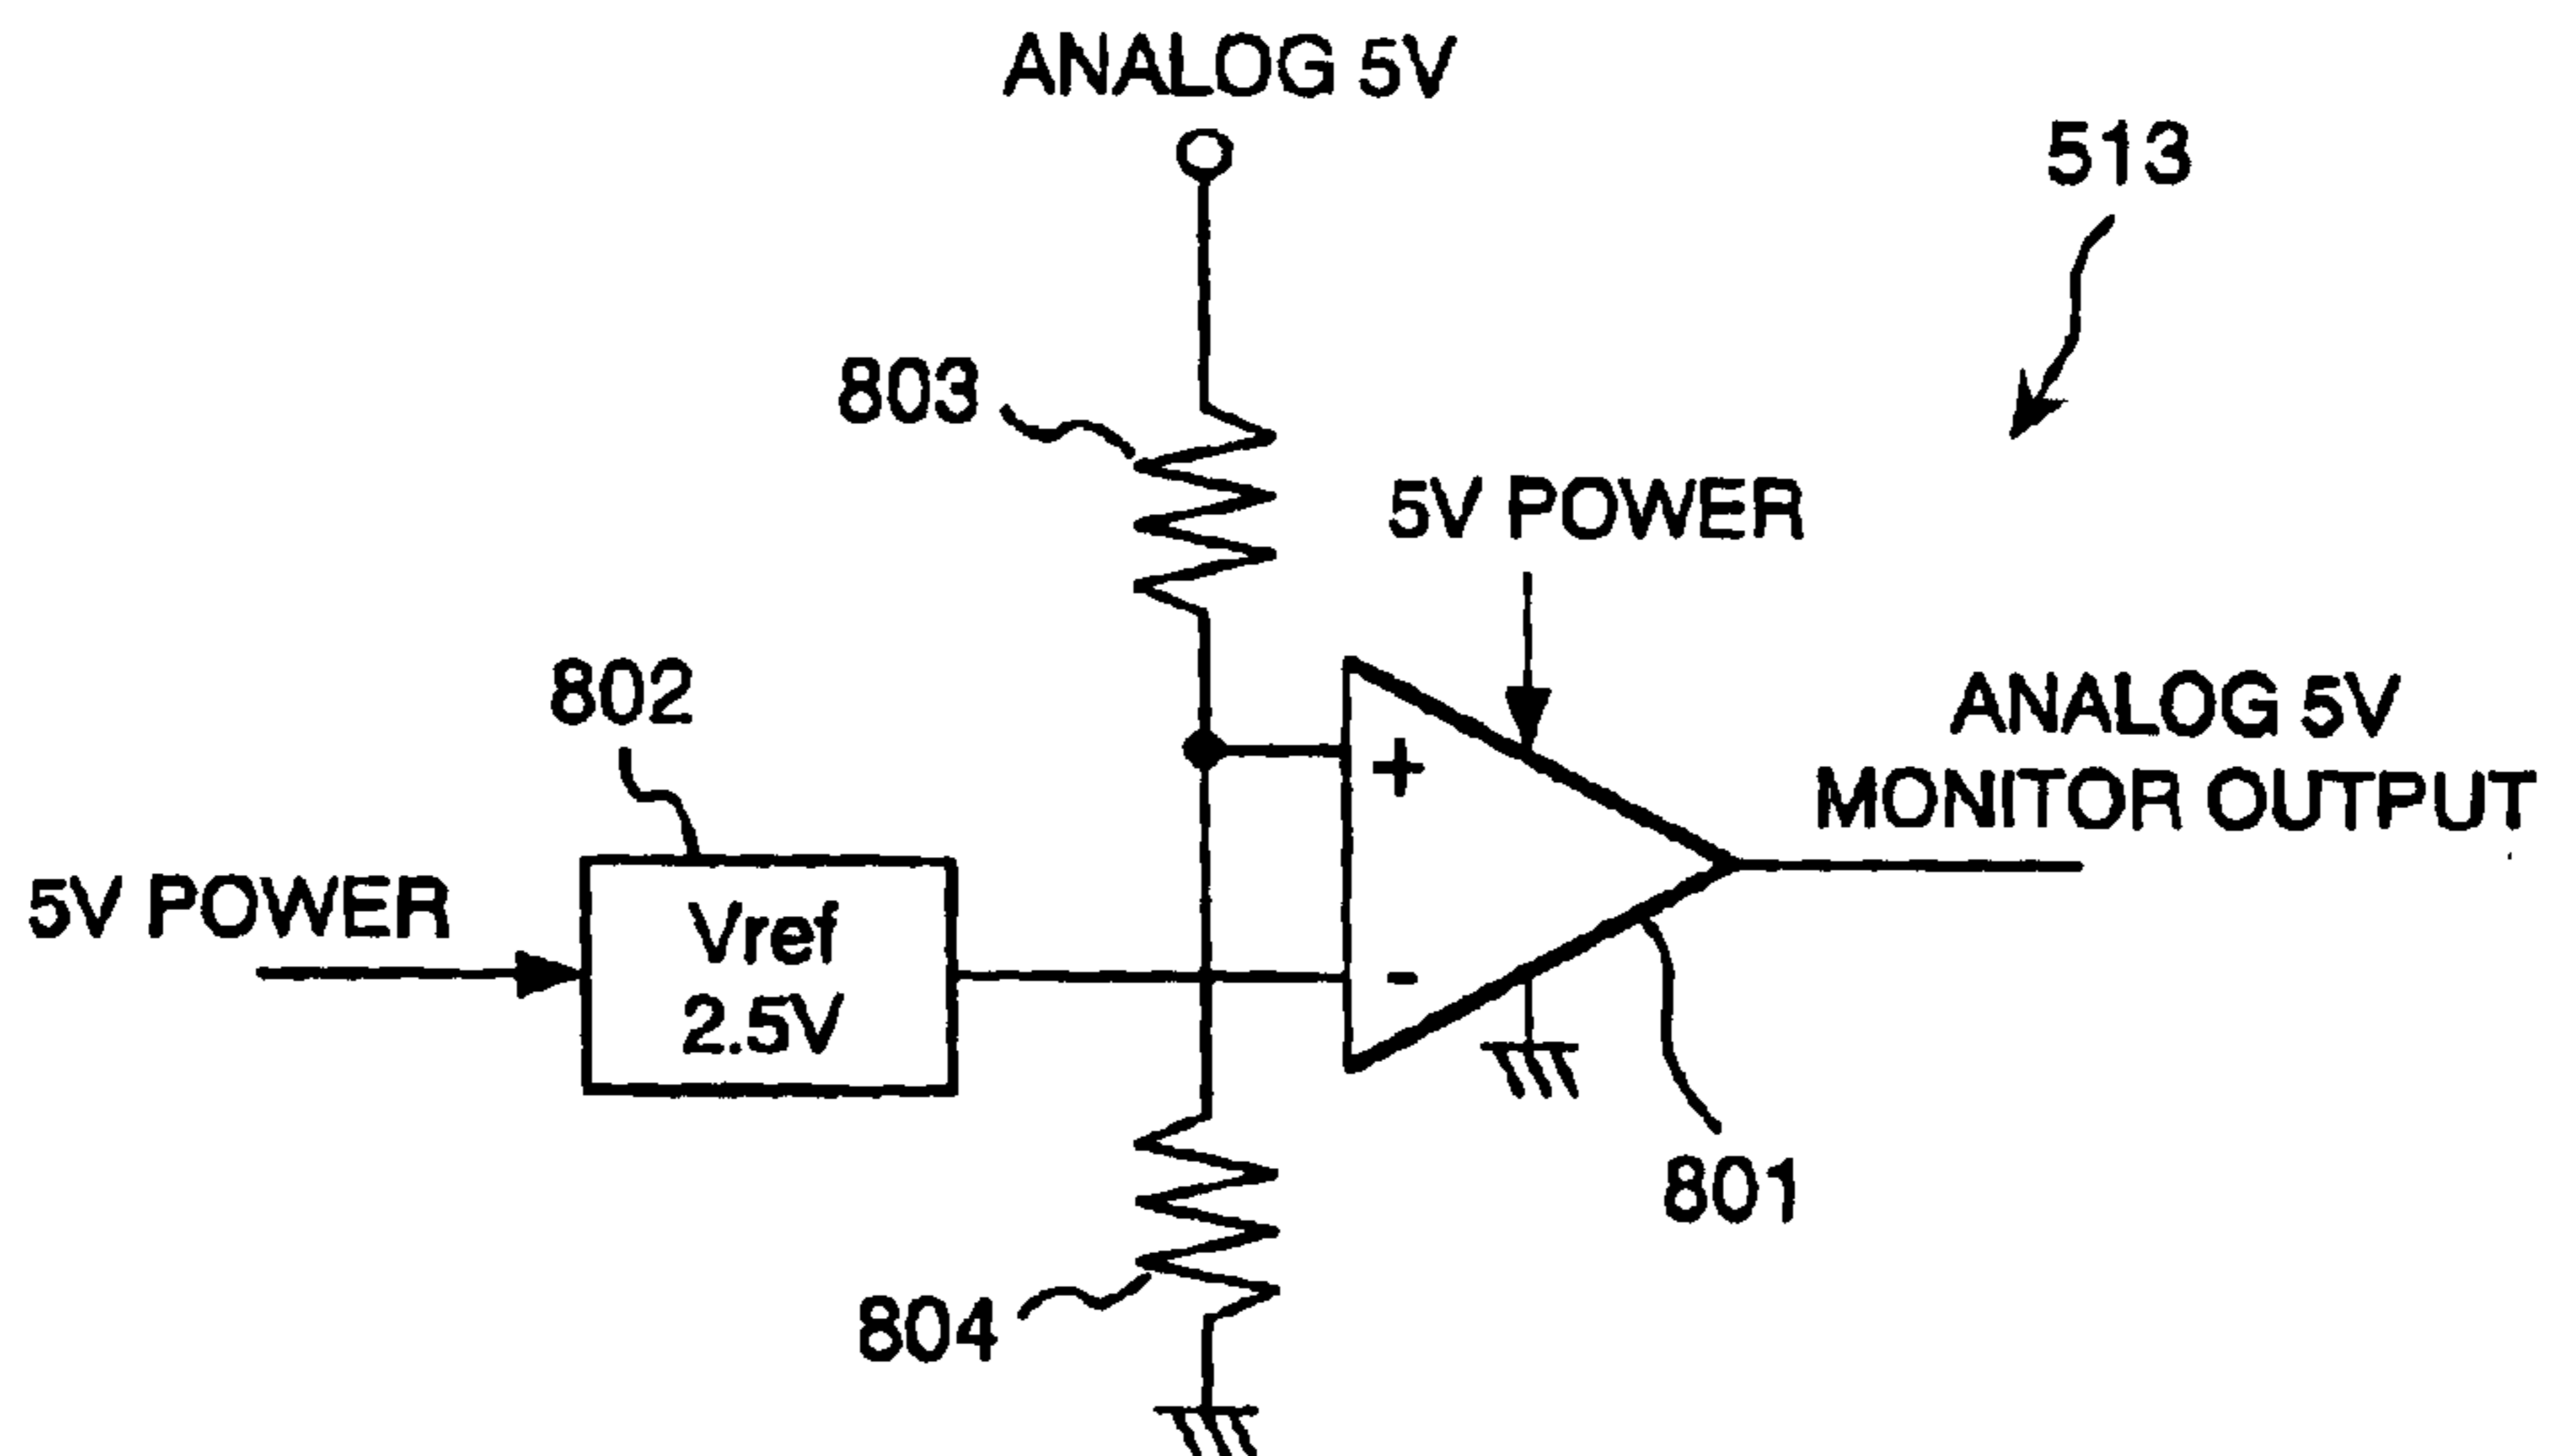 ANALOG 5V
513
803
5V POWER
802
ANALOG 5V
MONITOR OUTPUT
+
5V POWER
Vref
2.5V
-
801
804